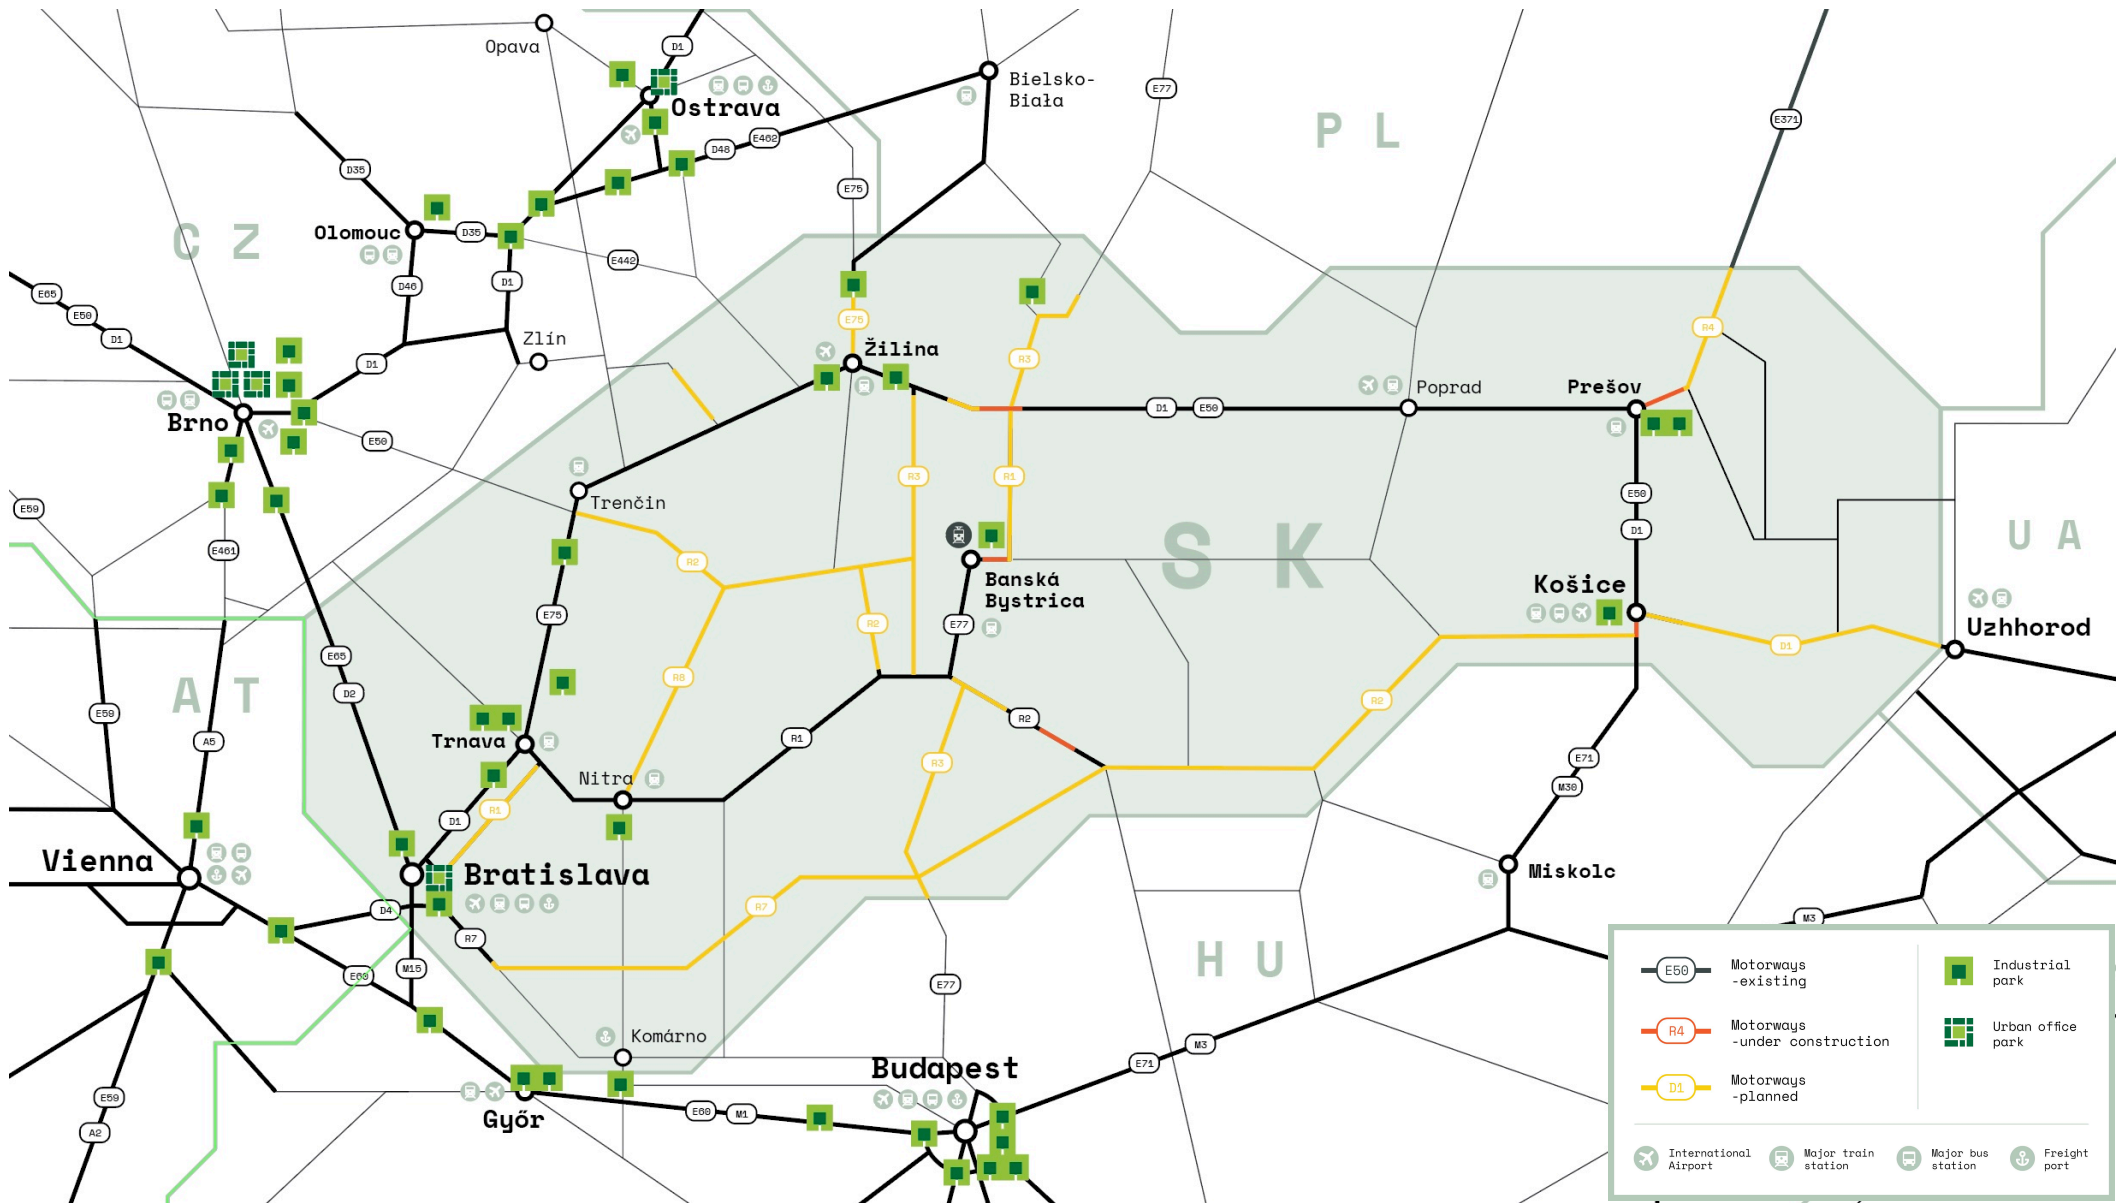 Opava
D1
Ostrava
Bielsko-
Biała
E77
P L
E371
D35
D48
E462
E75
C Z
Olomouc
D35
E442
D46
D1
E65
E50
D1
Zlín
E75
Žilina
R3
R4
D1
Poprad
Prešov
D1
E50
Brno
E50
R3
R1
Trenčín
E59
E50
D1
S K
U A
E461
R2
Banská
Bystrica
Košice
E75
R2
E77
Uzhhorod
D1
E65
R8
A T
D2
E59
R2
A5
Trnava
R1
R2
Nitra
R3
E71
M30
R1
D1
Vienna
Bratislava
Miskolc
D4
R7
M3
R7
H U
M15
E60
E77
Komárno
M3
E71
Budapest
E59
Győr
E60
M1
A2
E50
Motorways
-existing
Industrial
park
R4
Motorways
-under construction
Urban office
park
D1
Motorways
-planned
International
Airport
Major train
station
Major bus
station
Freight
port